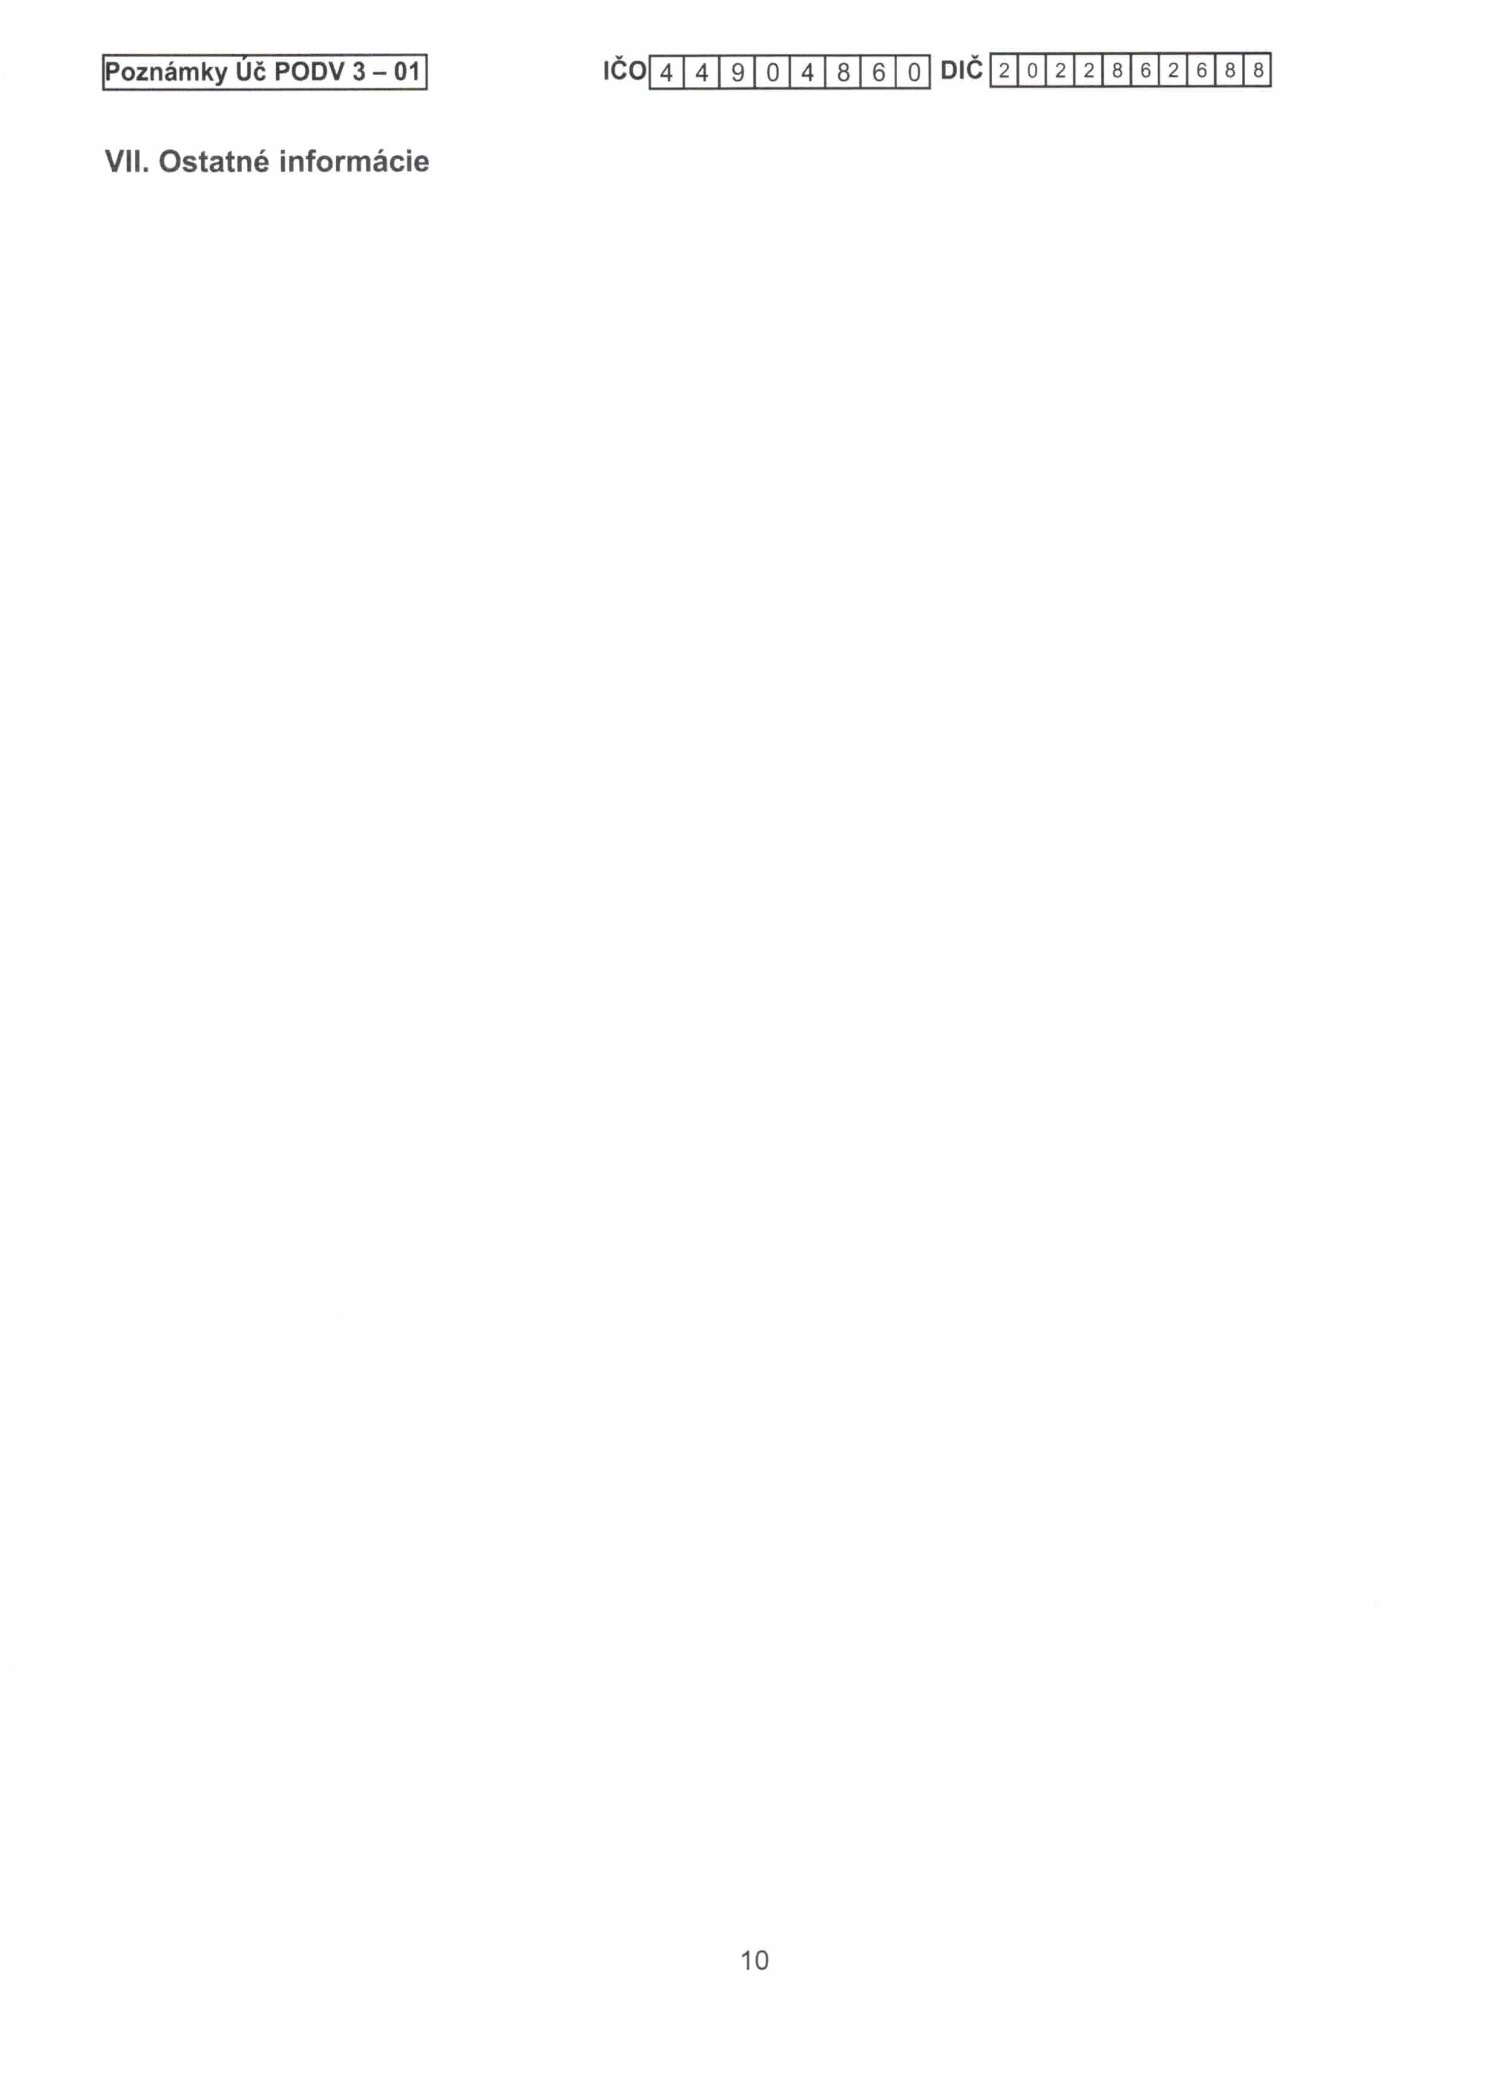 Poznámky Úč PODV 3 – 01 IČO 4 4 9 0 4 8 6 0 DIČ 2 0 2 2 8 6 2 6 8 8
VII. Ostatné informácie
10